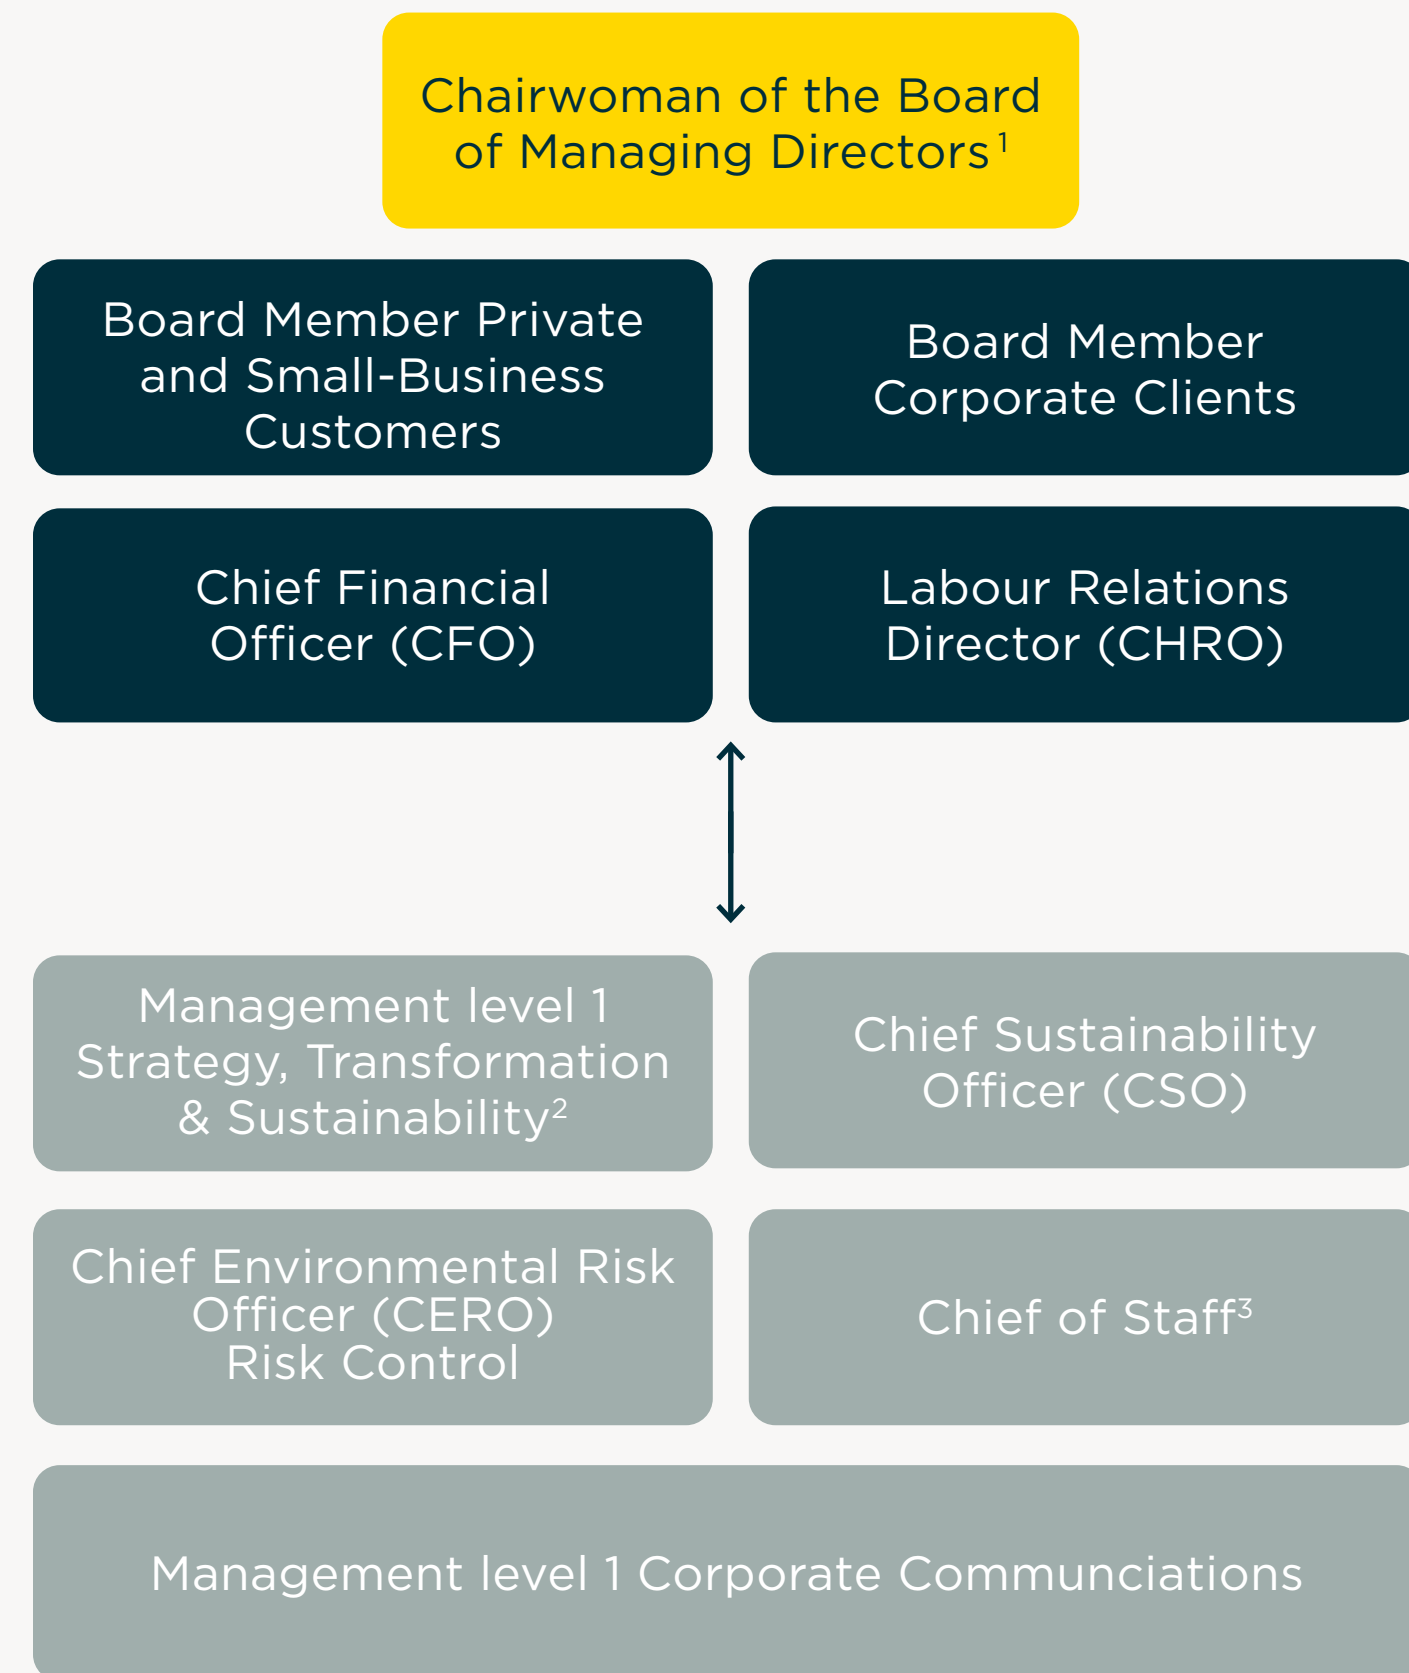 Chairwoman of the Board
of Managing Directors¹
Board Member Private
and Small-Business
Customers
Board Member
Corporate Clients
Chief Financial
Officer (CFO)
Labour Relations
Director (CHRO)
Management level 1
Strategy, Transformation
& Sustainability²
Chief Sustainability
Officer (CSO)
Chief Environmental Risk
Officer (CERO)
Risk Control
Chief of Staff³
Management level 1 Corporate Communciations